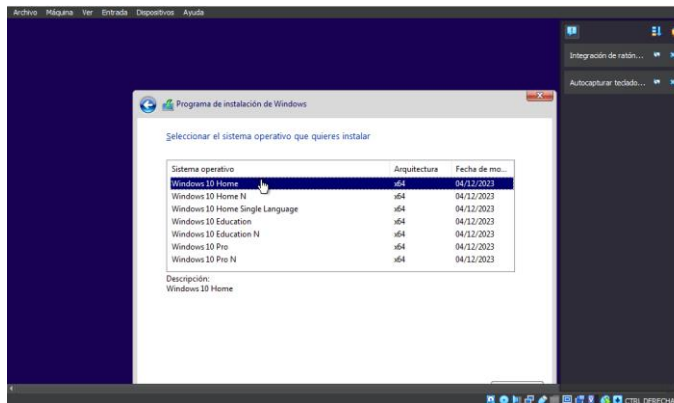 Archivo Máquina Ver Entrada Dispositivos Ayuda
Integración de ratón...
Autocapturar teclado...
Programa de instalación de Windows
Seleccionar el sistema operativo que quieres instalar
Sistema operativo Arquitectura Fecha de mo...
Windows 10 Home x64 04/12/2023
Windows 10 Home N x64 04/12/2023
Windows 10 Home Single Language x64 04/12/2023
Windows 10 Education x64 04/12/2023
Windows 10 Education N x64 04/12/2023
Windows 10 Pro x64 04/12/2023
Windows 10 Pro N x64 04/12/2023
Descripción:
Windows 10 Home
CTRL DERECHA